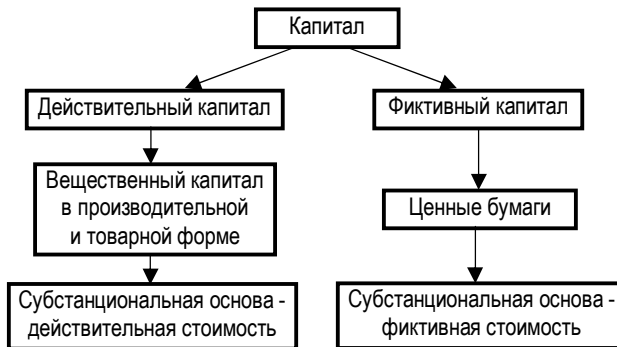 Капитал
Действительный капитал
Фиктивный капитал
Вещественный капитал
в производительной
и товарной форме
Ценные бумаги
Субстанциональная основа -
действительная стоимость
Субстанциональная основа -
фиктивная стоимость